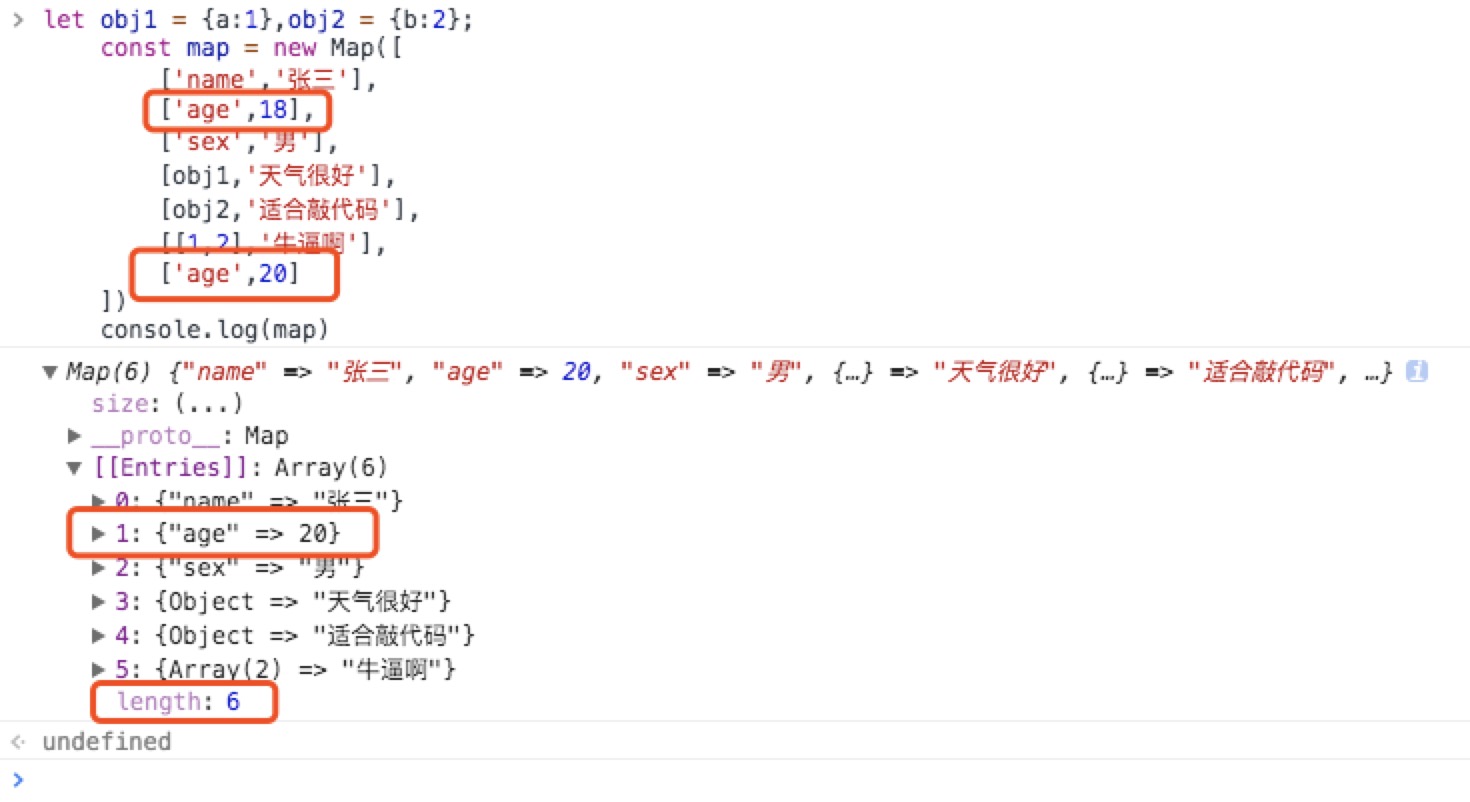 > let obj1 = {a:1},obj2 = {b:2};
const map = new Map([
['name','张三'],
['age',18],
['sex','男'],
[obj1,'天气很好'],
[obj2,'适合敲代码'],
[[1,2],'牛逼啊'],
['age',20]
])
console.log(map)
▼ Map(6) {"name" => "张三", "age" => 20, "sex" => "男", {…} => "天气很好", {…} => "适合敲代码", …} i
size: (...)
▶ __proto__: Map
▼ [[Entries]]: Array(6)
▶ 0: {"name" => "张三"}
▶ 1: {"age" => 20}
▶ 2: {"sex" => "男"}
▶ 3: {Object => "天气很好"}
▶ 4: {Object => "适合敲代码"}
▶ 5: {Array(2) => "牛逼啊"}
length: 6
<· undefined
>